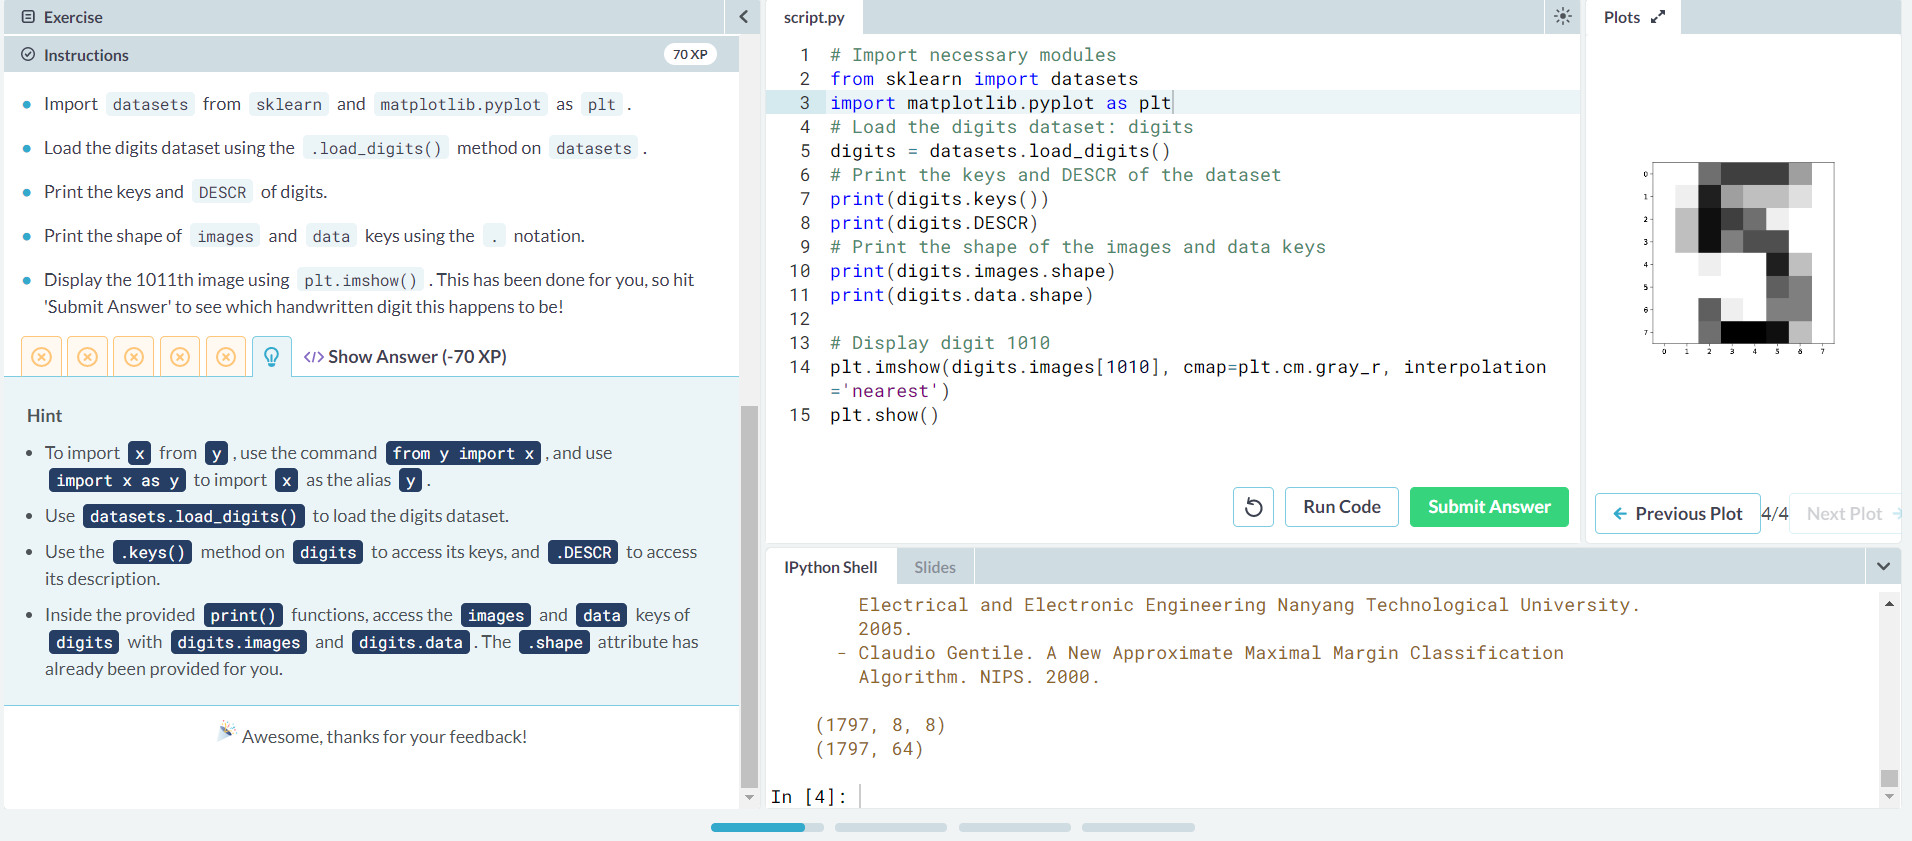 Exercise
Instructions
70 XP
Import datasets from sklearn and matplotlib.pyplot as plt .
Load the digits dataset using the .load_digits() method on datasets .
Print the keys and DESCR of digits.
Print the shape of images and data keys using the . notation.
Display the 1011th image using plt.imshow() . This has been done for you, so hit
'Submit Answer' to see which handwritten digit this happens to be!
</> Show Answer (-70 XP)
Hint
To import x from y , use the command from y import x , and use
import x as y to import x as the alias y .
Use datasets.load_digits() to load the digits dataset.
Use the .keys() method on digits to access its keys, and .DESCR to access
its description.
Inside the provided print() functions, access the images and data keys of
digits with digits.images and digits.data . The .shape attribute has
already been provided for you.
Awesome, thanks for your feedback!
script.py
1 # Import necessary modules
2 from sklearn import datasets
3 import matplotlib.pyplot as plt
4 # Load the digits dataset: digits
5 digits = datasets.load_digits()
6 # Print the keys and DESCR of the dataset
7 print(digits.keys())
8 print(digits.DESCR)
9 # Print the shape of the images and data keys
10 print(digits.images.shape)
11 print(digits.data.shape)
12
13 # Display digit 1010
14 plt.imshow(digits.images[1010], cmap=plt.cm.gray_r, interpolation
='nearest')
15 plt.show()
Run Code
Submit Answer
Plots
0
1
2
3
4
5
6
7
0 1 2 3 4 5 6 7
Previous Plot
4/4
Next Plot
IPython Shell
Slides
Electrical and Electronic Engineering Nanyang Technological University.
2005.
- Claudio Gentile. A New Approximate Maximal Margin Classification
Algorithm. NIPS. 2000.
(1797, 8, 8)
(1797, 64)
In [4]: